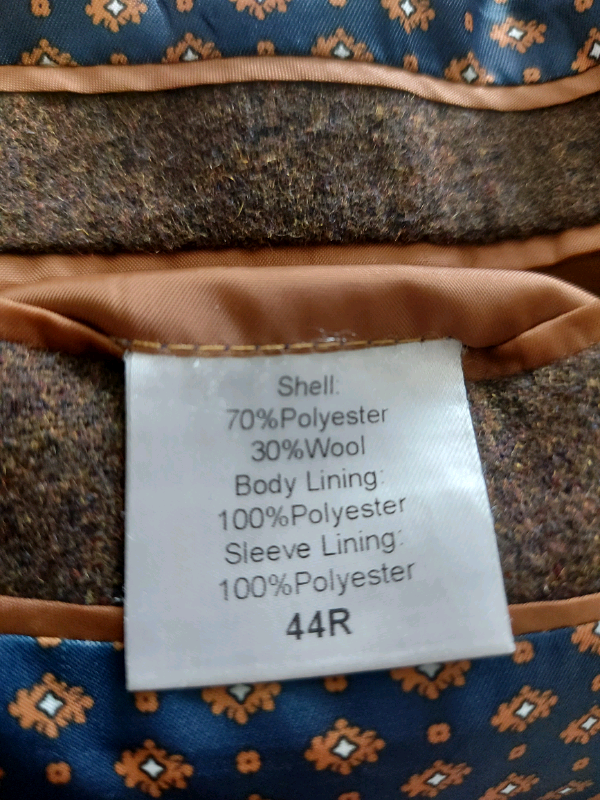 Shell:
70%Polyester
30%Wool
Body Lining:
100%Polyester
Sleeve Lining:
100%Polyester
44R